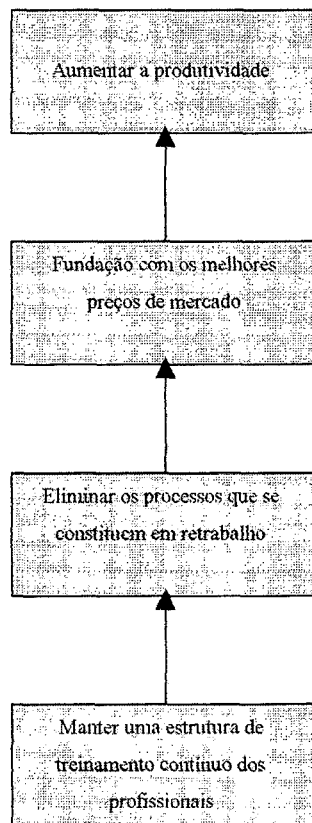 Aumentar a produtividade
Fundação com os melhores
preços de mercado
Eliminar os processos que se
constituem em retrabalho
Manter uma estrutura de
treinamento contínuo dos
profissionais